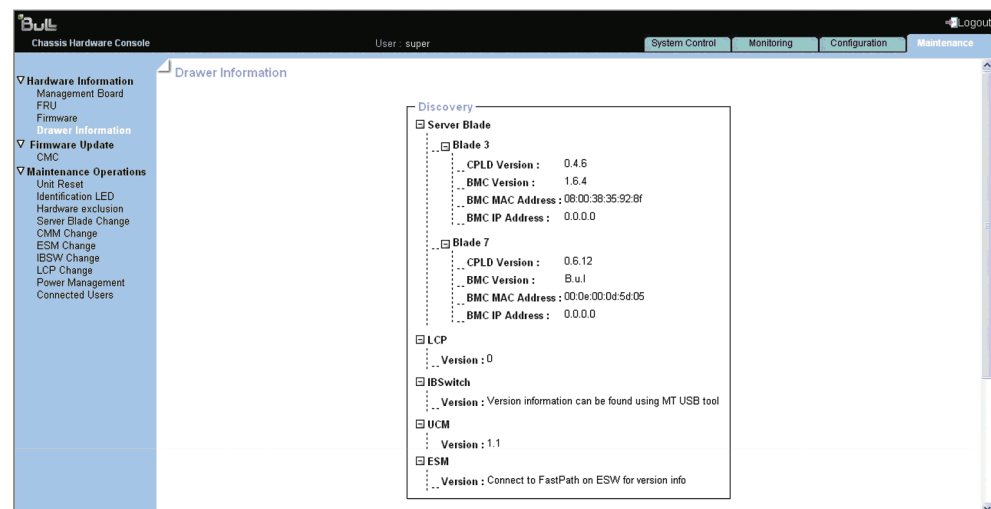 Bull
Logout
Chassis Hardware Console
User : super
System Control
Monitoring
Configuration
Maintenance
Hardware Information
Management Board
FRU
Firmware
Drawer Information
Firmware Update
CMC
Maintenance Operations
Unit Reset
Identification LED
Hardware exclusion
Server Blade Change
CMM Change
ESM Change
IBSW Change
LCP Change
Power Management
Connected Users
Drawer Information
Discovery
Server Blade
Blade 3
CPLD Version : 0.4.6
BMC Version : 1.6.4
BMC MAC Address : 08:00:38:35:92:8f
BMC IP Address : 0.0.0.0
Blade 7
CPLD Version : 0.6.12
BMC Version : B.u.l
BMC MAC Address : 00:0e:00:0d:5d:05
BMC IP Address : 0.0.0.0
LCP
Version : 0
IBSwitch
Version : Version information can be found using MT USB tool
UCM
Version : 1.1
ESM
Version : Connect to FastPath on ESW for version info